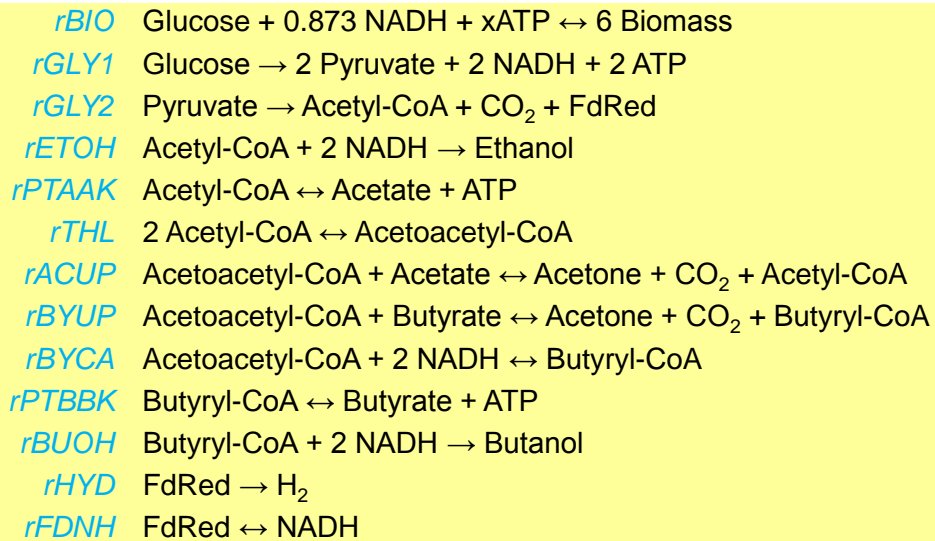 rBIO Glucose + 0.873 NADH + xATP ↔ 6 Biomass
rGLY1 Glucose → 2 Pyruvate + 2 NADH + 2 ATP
rGLY2 Pyruvate → Acetyl-CoA + CO₂ + FdRed
rETOH Acetyl-CoA + 2 NADH → Ethanol
rPTAAK Acetyl-CoA ↔ Acetate + ATP
rTHL 2 Acetyl-CoA ↔ Acetoacetyl-CoA
rACUP Acetoacetyl-CoA + Acetate ↔ Acetone + CO₂ + Acetyl-CoA
rBYUP Acetoacetyl-CoA + Butyrate ↔ Acetone + CO₂ + Butyryl-CoA
rBYCA Acetoacetyl-CoA + 2 NADH ↔ Butyryl-CoA
rPTBBK Butyryl-CoA ↔ Butyrate + ATP
rBUOH Butyryl-CoA + 2 NADH → Butanol
rHYD FdRed → H₂
rFDNH FdRed ↔ NADH